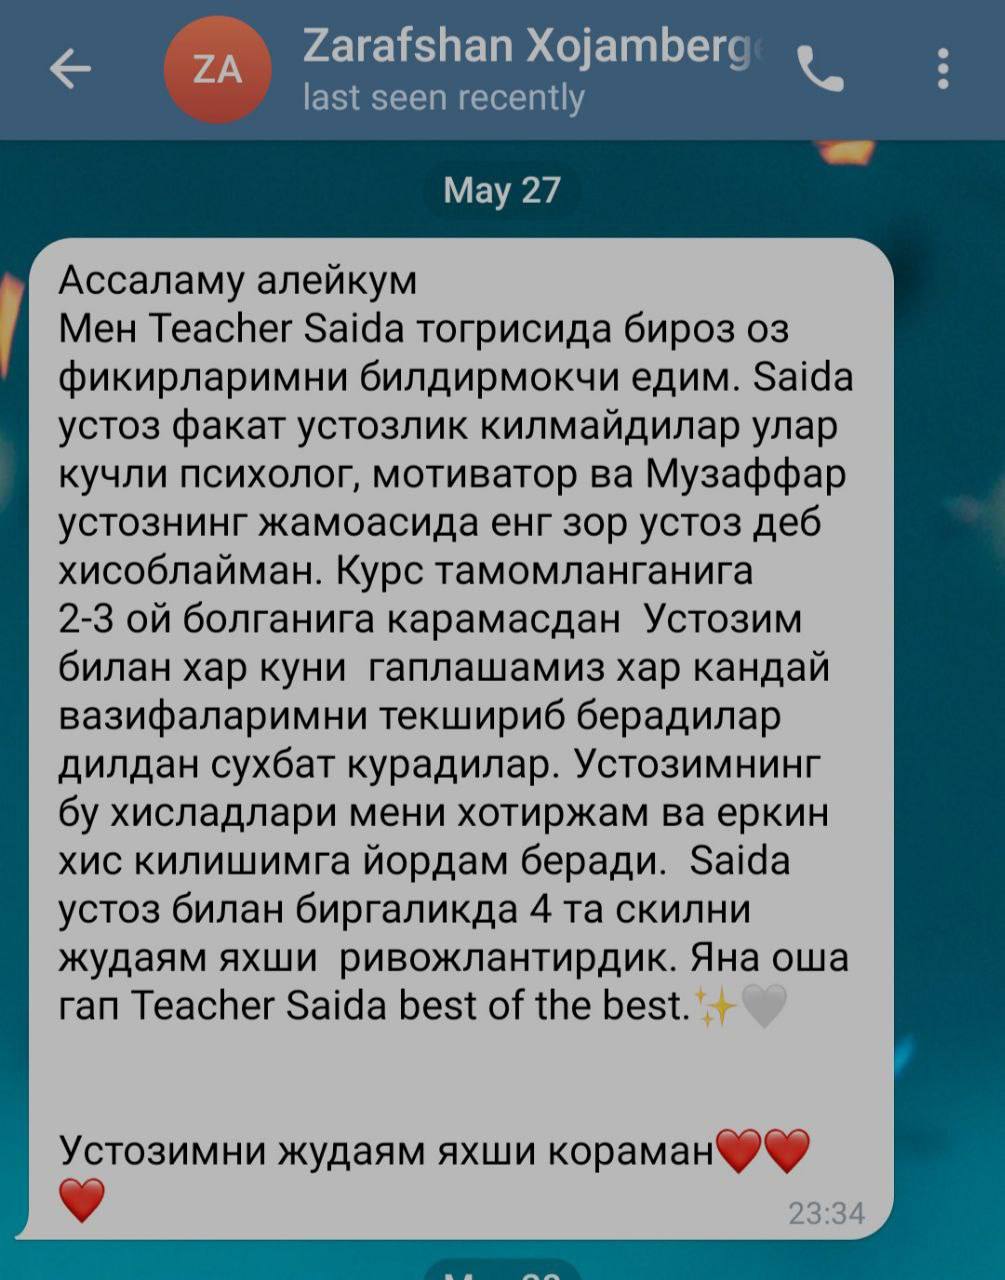 ZA
Zarafshan Xojamberg
last seen recently
May 27
Ассаламу алейкум
Мен Teacher Saida тогрисида бироз оз
фикирларимни билдирмокчи едим. Saida
устоз факат устозлик килмайдилар улар
кучли психолог, мотиватор ва Музаффар
устознинг жамоасида енг зор устоз деб
хисоблайман. Курс тамомланганига
2-3 ой болганига карамасдан  Устозим
билан хар куни  гаплашамиз хар кандай
вазифаларимни текшириб берадилар
дилдан сухбат курадилар. Устозимнинг
бу хисладлари мени хотиржам ва еркин
хис килишимга йордам беради.  Saida
устоз билан биргаликда 4 та скилни
жудаям яхши  ривожлантирдик. Яна оша
гап Teacher Saida best of the best.✨🤍
Устозимни жудаям яхши кораман❤️❤️
❤️
23:34